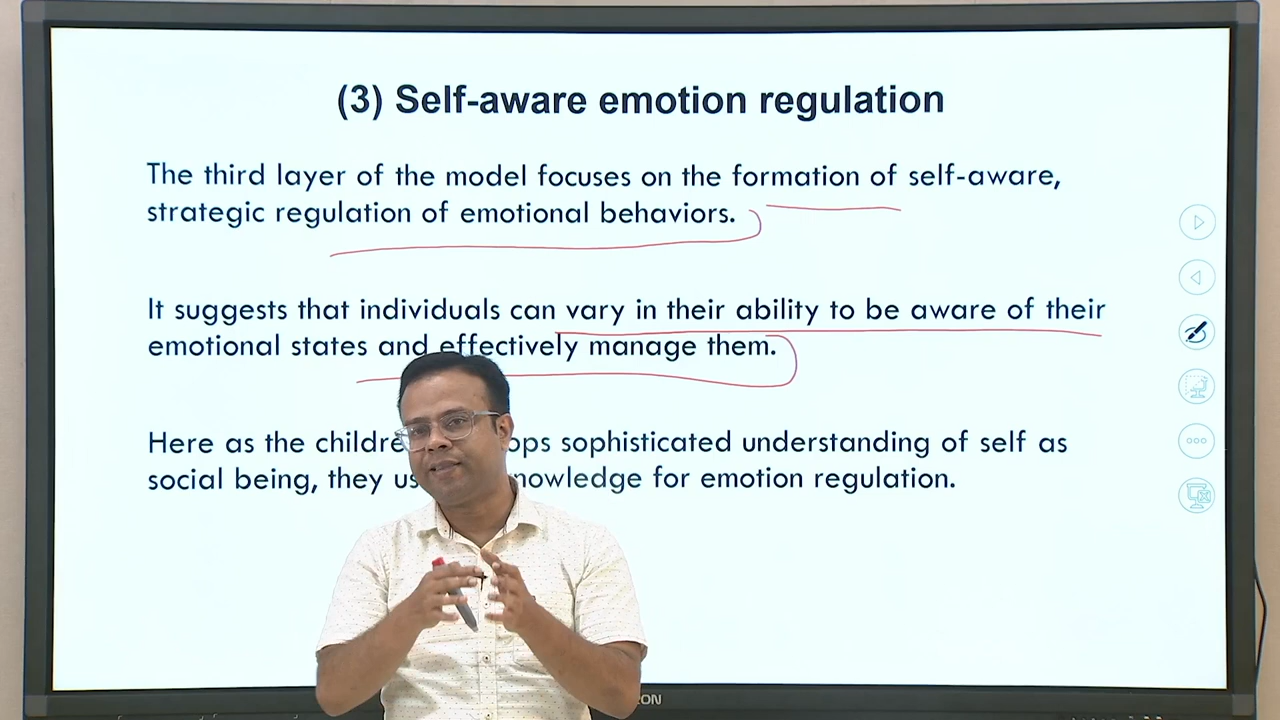 (3) Self-aware emotion regulation
The third layer of the model focuses on the formation of self-aware,
strategic regulation of emotional behaviors.
It suggests that individuals can vary in their ability to be aware of their
emotional states and effectively manage them.
Here as the ops sophisticated understanding of self as
social being, they nowledge for emotion regulation.
ON